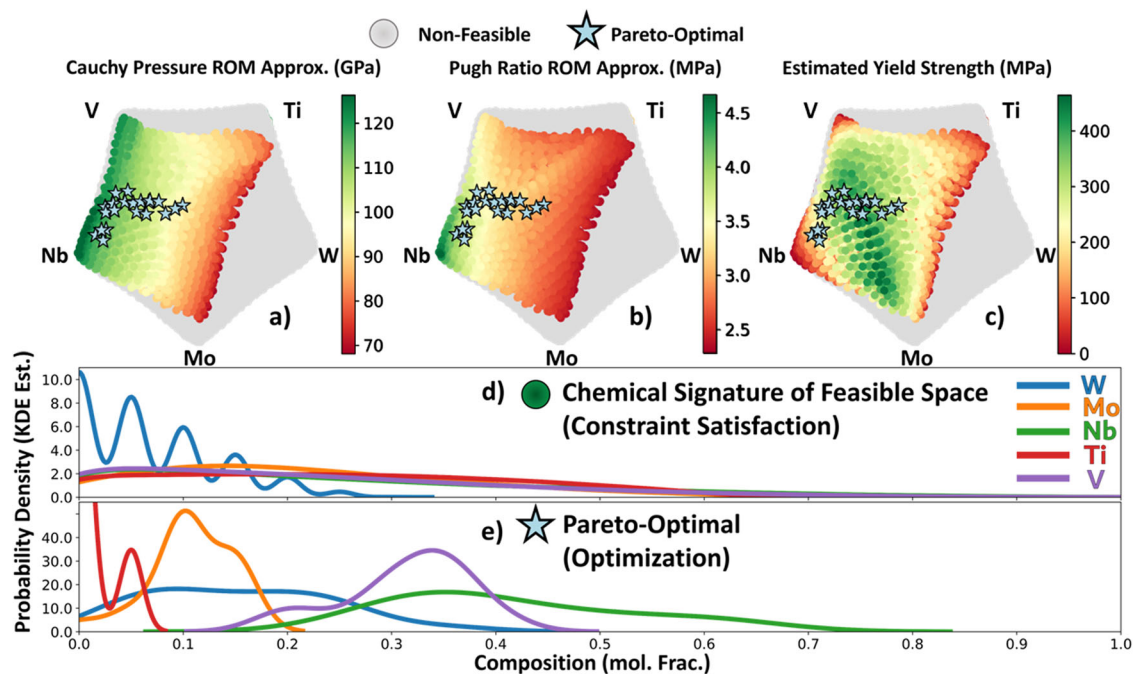 Non-Feasible
Pareto-Optimal
Cauchy Pressure ROM Approx. (GPa)
Pugh Ratio ROM Approx. (MPa)
Estimated Yield Strength (MPa)
V
Ti
Nb
W
Mo
a)
120
110
100
90
80
70
V
Ti
Nb
W
Mo
b)
4.5
4.0
3.5
3.0
2.5
V
Ti
Nb
W
Mo
c)
400
300
200
100
0
Probability Density (KDE Est.)
10.0
8.0
6.0
4.0
2.0
0.0
d)
Chemical Signature of Feasible Space
(Constraint Satisfaction)
W
Mo
Nb
Ti
V
40.0
30.0
20.0
10.0
0.0
e)
Pareto-Optimal
(Optimization)
0.0
0.1
0.2
0.3
0.4
0.5
0.6
0.7
0.8
0.9
1.0
Composition (mol. Frac.)